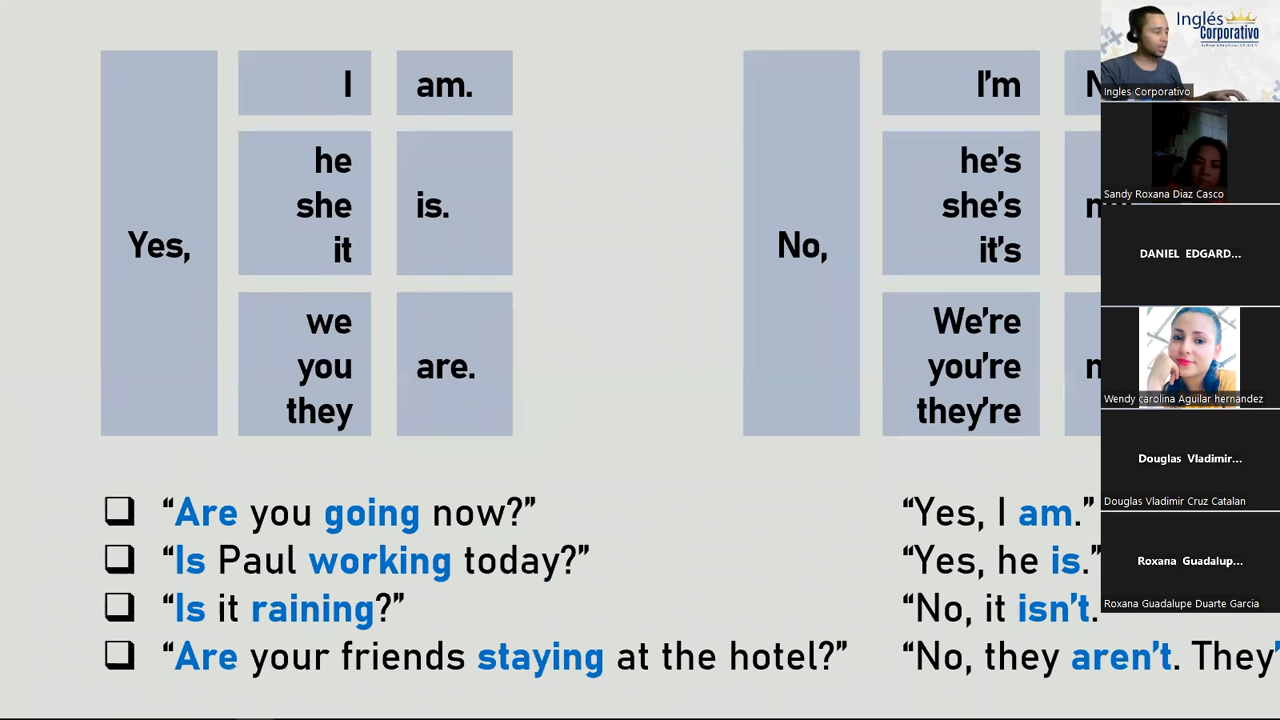 Yes,
I
am.
he
she
it
is.
we
you
they
are.
No,
I'm
he's
she's
it's
We're
you're
they're
"Are you going now?" "Yes, I am."
"Is Paul working today?" "Yes, he is."
"Is it raining?" "No, it isn't.
"Are your friends staying at the hotel?" "No, they aren't. They'
Inglés
Corporativo
Ingles Corporativo
Sandy Roxana Diaz Casco
DANIEL EDGARD...
Wendy carolina Aguilar hernandez
Douglas Vladimir...
Douglas Vladimir Cruz Catalan
Roxana Guadalup...
Roxana Guadalupe Duarte Garcia